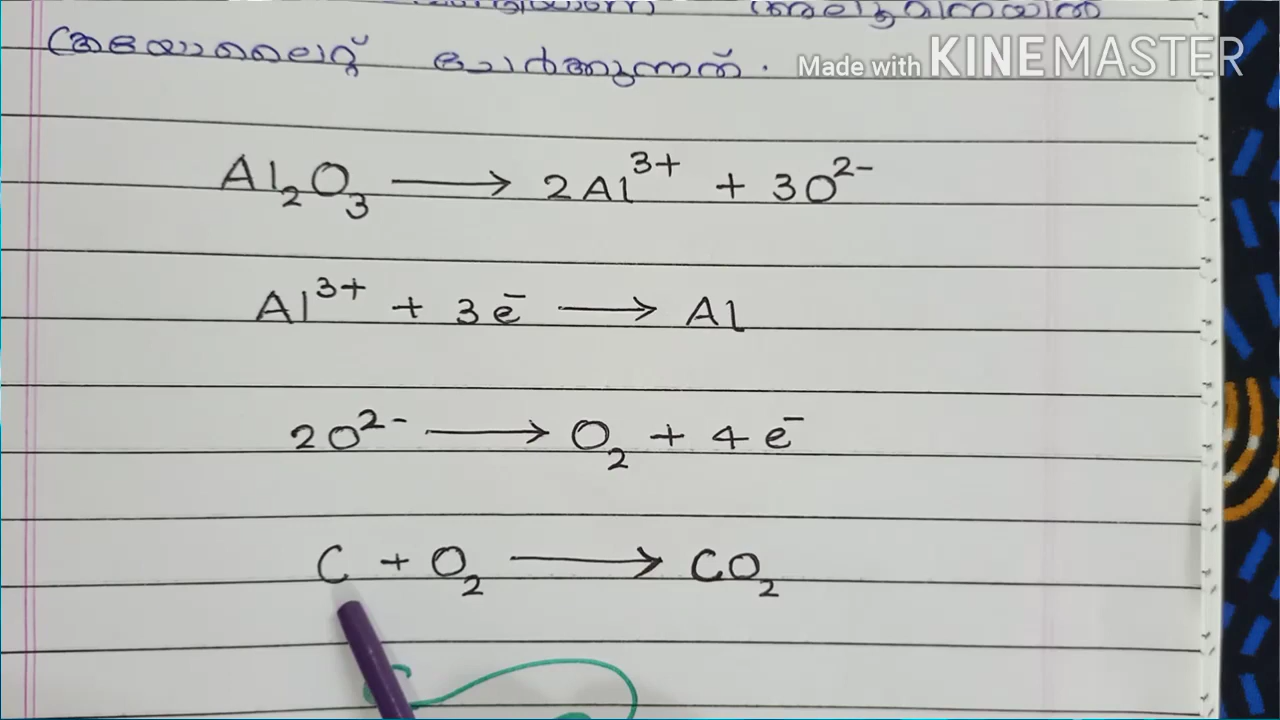 ക്രയോലൈറ്റ് ചേർക്കുന്നത്.
Made with KINEMASTER
Al₂O₃ ⟶ 2Al³⁺ + 3O²⁻
Al³⁺ + 3e⁻ ⟶ Al
2O²⁻ ⟶ O₂ + 4e⁻
C + O₂ ⟶ CO₂